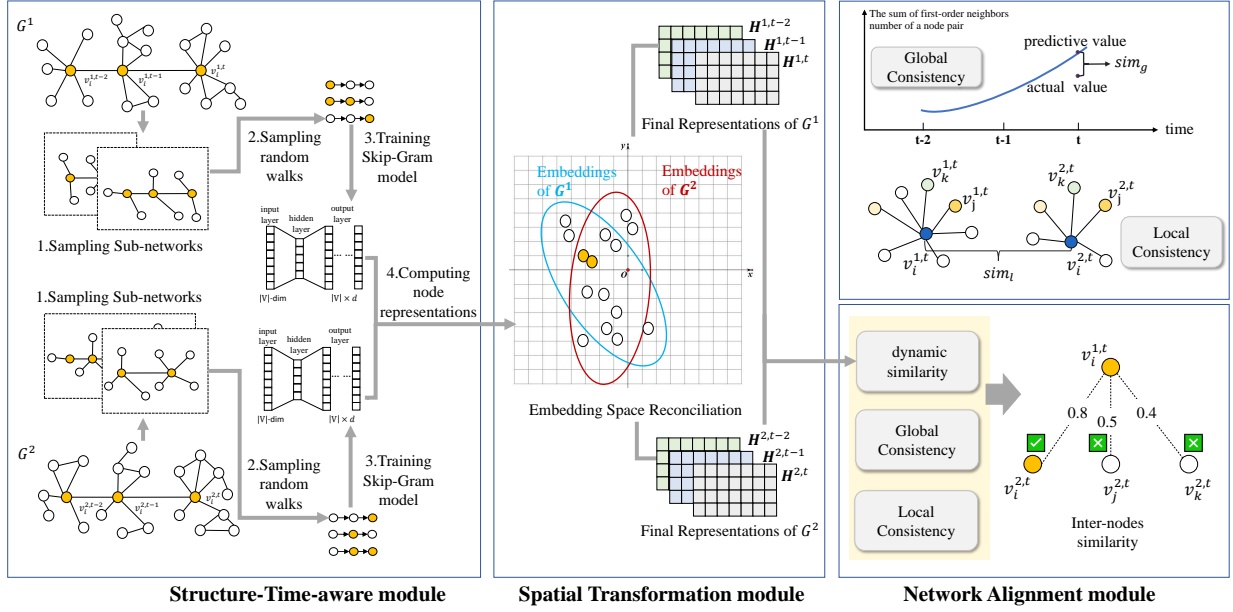 G^1
v_i^{1,t-2}
v_i^{1,t-1}
v_i^{1,t}
2.Sampling
random
walks
3.Training
Skip-Gram
model
1.Sampling Sub-networks
input
layer
hidden
layer
output
layer
... ...
|V|-dim
|V| × d
4.Computing
node
representations
1.Sampling Sub-networks
input
layer
hidden
layer
output
layer
... ...
|V|-dim
|V| × d
G^2
v_i^{2,t-2}
v_i^{2,t-1}
v_i^{2,t}
2.Sampling
random
walks
3.Training
Skip-Gram
model
Structure-Time-aware module
H^{1,t-2}
H^{1,t-1}
H^{1,t}
Final Representations of G^1
y
Embeddings
of G^1
Embeddings
of G^2
O
x
Embedding Space Reconciliation
H^{2,t-2}
H^{2,t-1}
H^{2,t}
Final Representations of G^2
Spatial Transformation module
The sum of first-order neighbors
number of a node pair
Global
Consistency
predictive value
sim_g
actual value
t-2
t-1
t
time
v_k^{1,t}
v_j^{1,t}
v_k^{2,t}
v_j^{2,t}
v_i^{1,t}
sim_l
v_i^{2,t}
Local
Consistency
dynamic
similarity
Global
Consistency
Local
Consistency
v_i^{1,t}
0.8
0.5
0.4
v_i^{2,t}
v_j^{2,t}
v_k^{2,t}
Inter-nodes
similarity
Network Alignment module